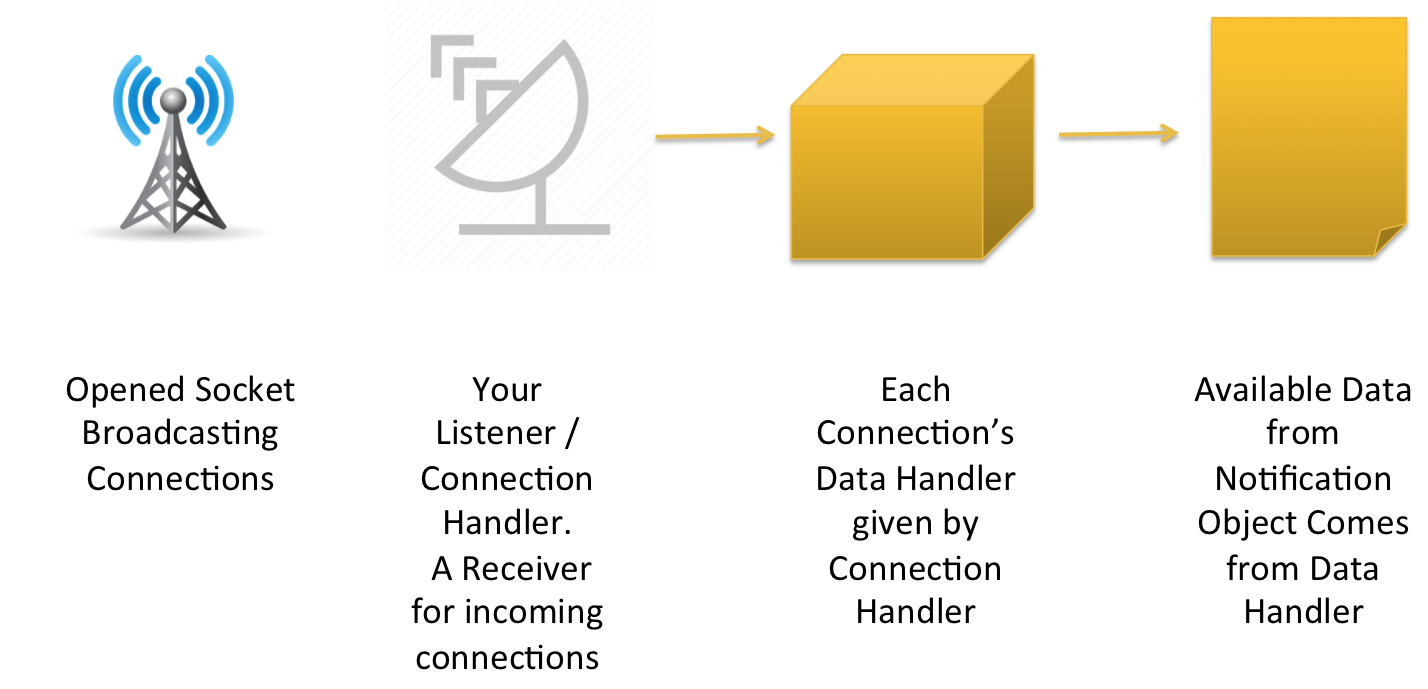 Opened Socket
Broadcasting
Connections
Your
Listener /
Connection
Handler.
A Receiver
for incoming
connections
Each
Connection’s
Data Handler
given by
Connection
Handler
Available Data
from
Notification
Object Comes
from Data
Handler